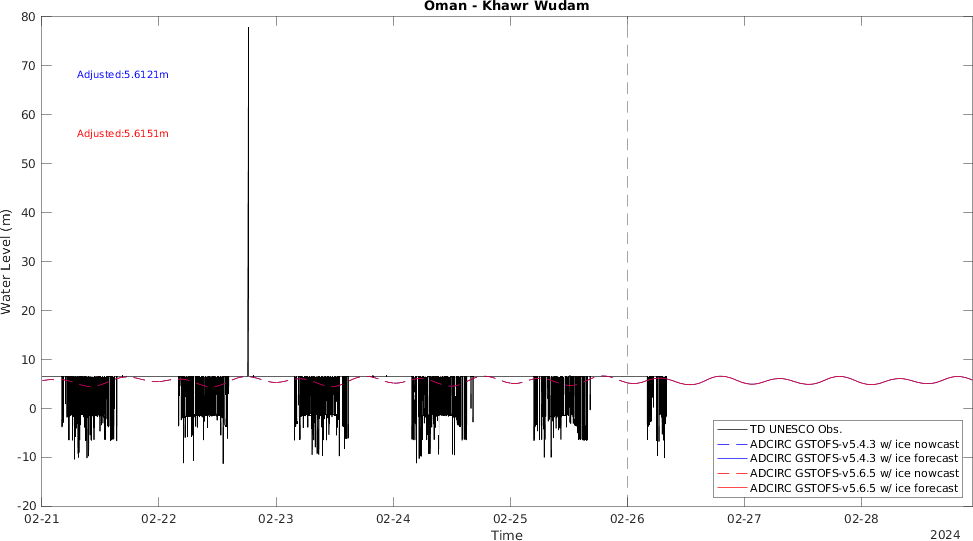 Oman - Khawr Wudam
80
70
60
50
40
30
20
10
0
-10
-20
Water Level (m)
Adjusted:5.6121m
Adjusted:5.6151m
TD UNESCO Obs.
ADCIRC GSTOFS-v5.4.3 w/ ice nowcast
ADCIRC GSTOFS-v5.4.3 w/ ice forecast
ADCIRC GSTOFS-v5.6.5 w/ ice nowcast
ADCIRC GSTOFS-v5.6.5 w/ ice forecast
02-21 02-22 02-23 02-24 02-25 02-26 02-27 02-28
Time
2024